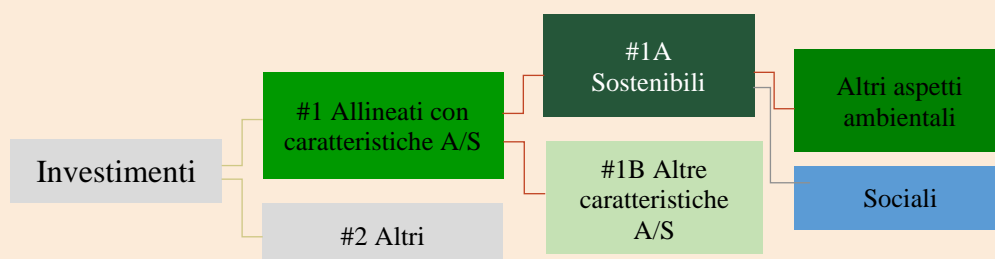 Investimenti
#1 Allineati con
caratteristiche A/S
#2 Altri
#1A
Sostenibili
#1B Altre
caratteristiche
A/S
Altri aspetti
ambientali
Sociali